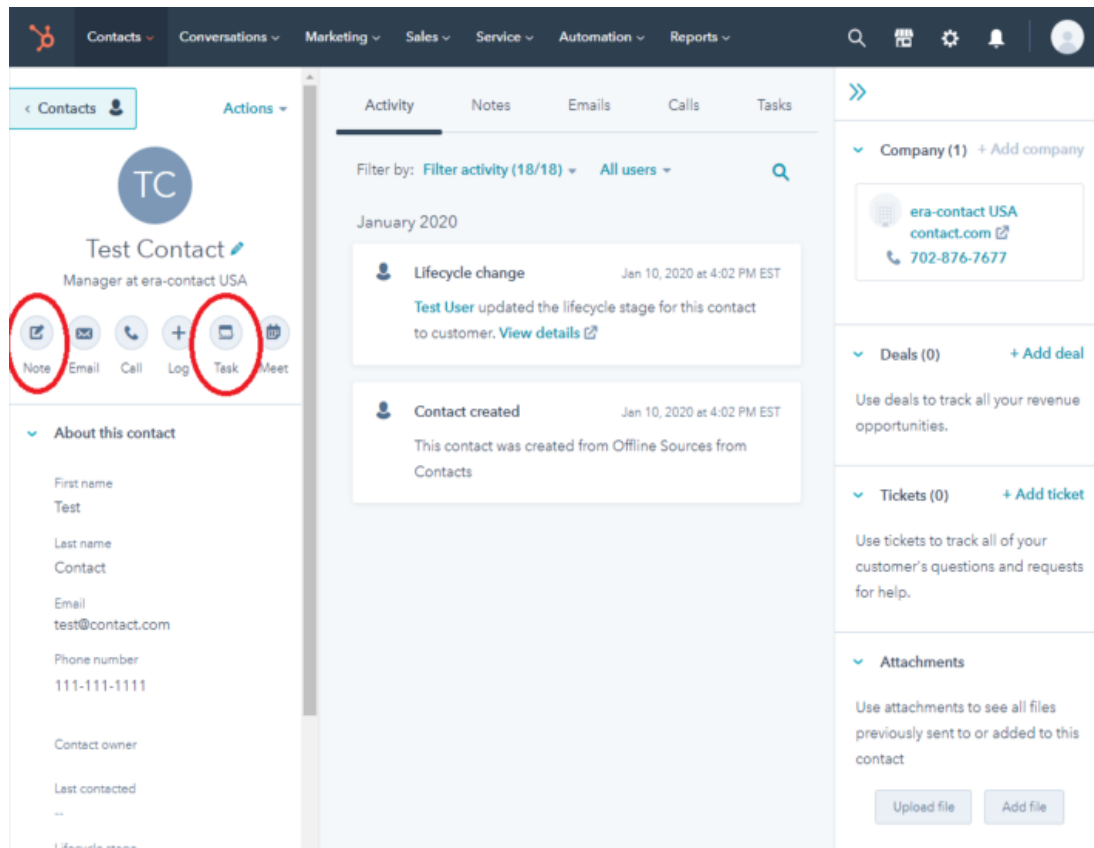 Contacts Conversations Marketing Sales Service Automation Reports
< Contacts
Actions
TC
Test Contact
Manager at era-contact USA
Note Email Call Log Task Meet
About this contact
First name
Test
Last name
Contact
Email
test@contact.com
Phone number
111-111-1111
Contact owner
Last contacted
--
Lifecycle stage
Activity Notes Emails Calls Tasks
Filter by: Filter activity (18/18) All users
January 2020
Lifecycle change Jan 10, 2020 at 4:02 PM EST
Test User updated the lifecycle stage for this contact
to customer. View details
Contact created Jan 10, 2020 at 4:02 PM EST
This contact was created from Offline Sources from
Contacts
Company (1) + Add company
era-contact USA
contact.com
702-876-7677
Deals (0) + Add deal
Use deals to track all your revenue
opportunities.
Tickets (0) + Add ticket
Use tickets to track all of your
customer's questions and requests
for help.
Attachments
Use attachments to see all files
previously sent to or added to this
contact
Upload file Add file